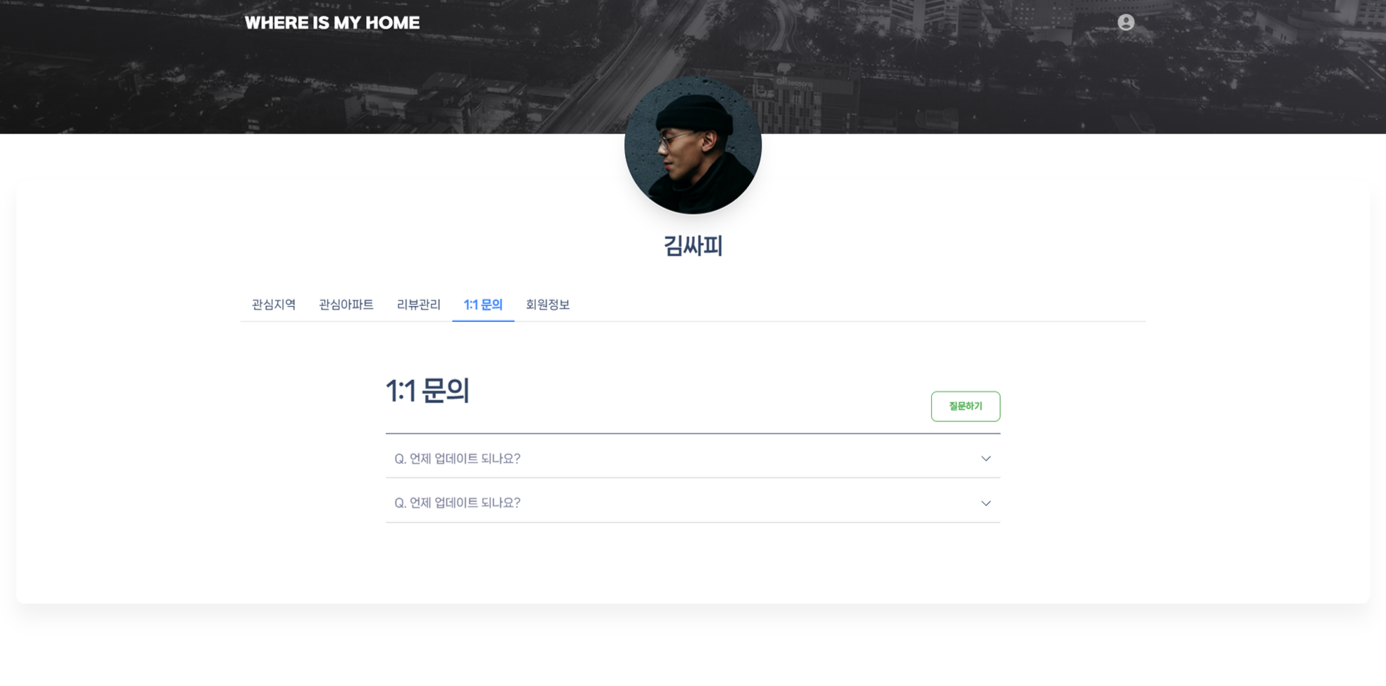 WHERE IS MY HOME
김싸피
관심지역 관심아파트 리뷰관리 1:1 문의 회원정보
1:1 문의
질문하기
Q. 언제 업데이트 되나요?
Q. 언제 업데이트 되나요?